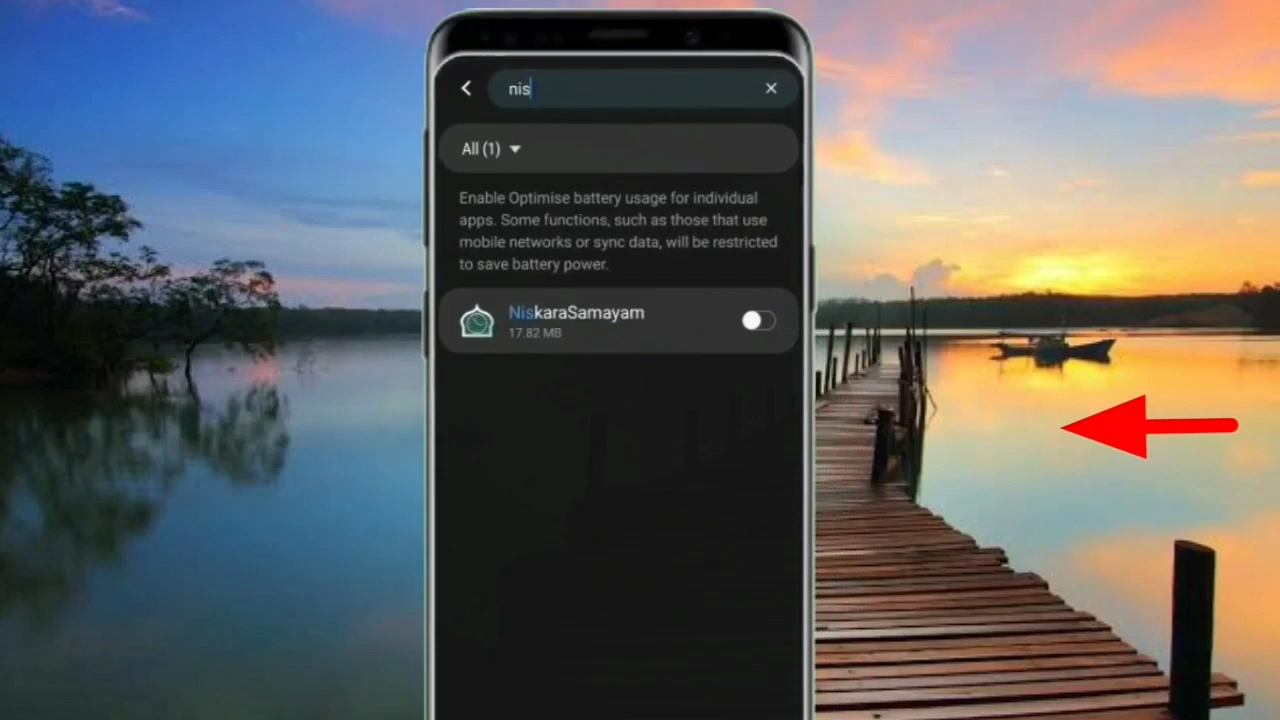 nis
All (1)
Enable Optimise battery usage for individual
apps. Some functions, such as those that use
mobile networks or sync data, will be restricted
to save battery power.
NiskaraSamayam
17.82 MB